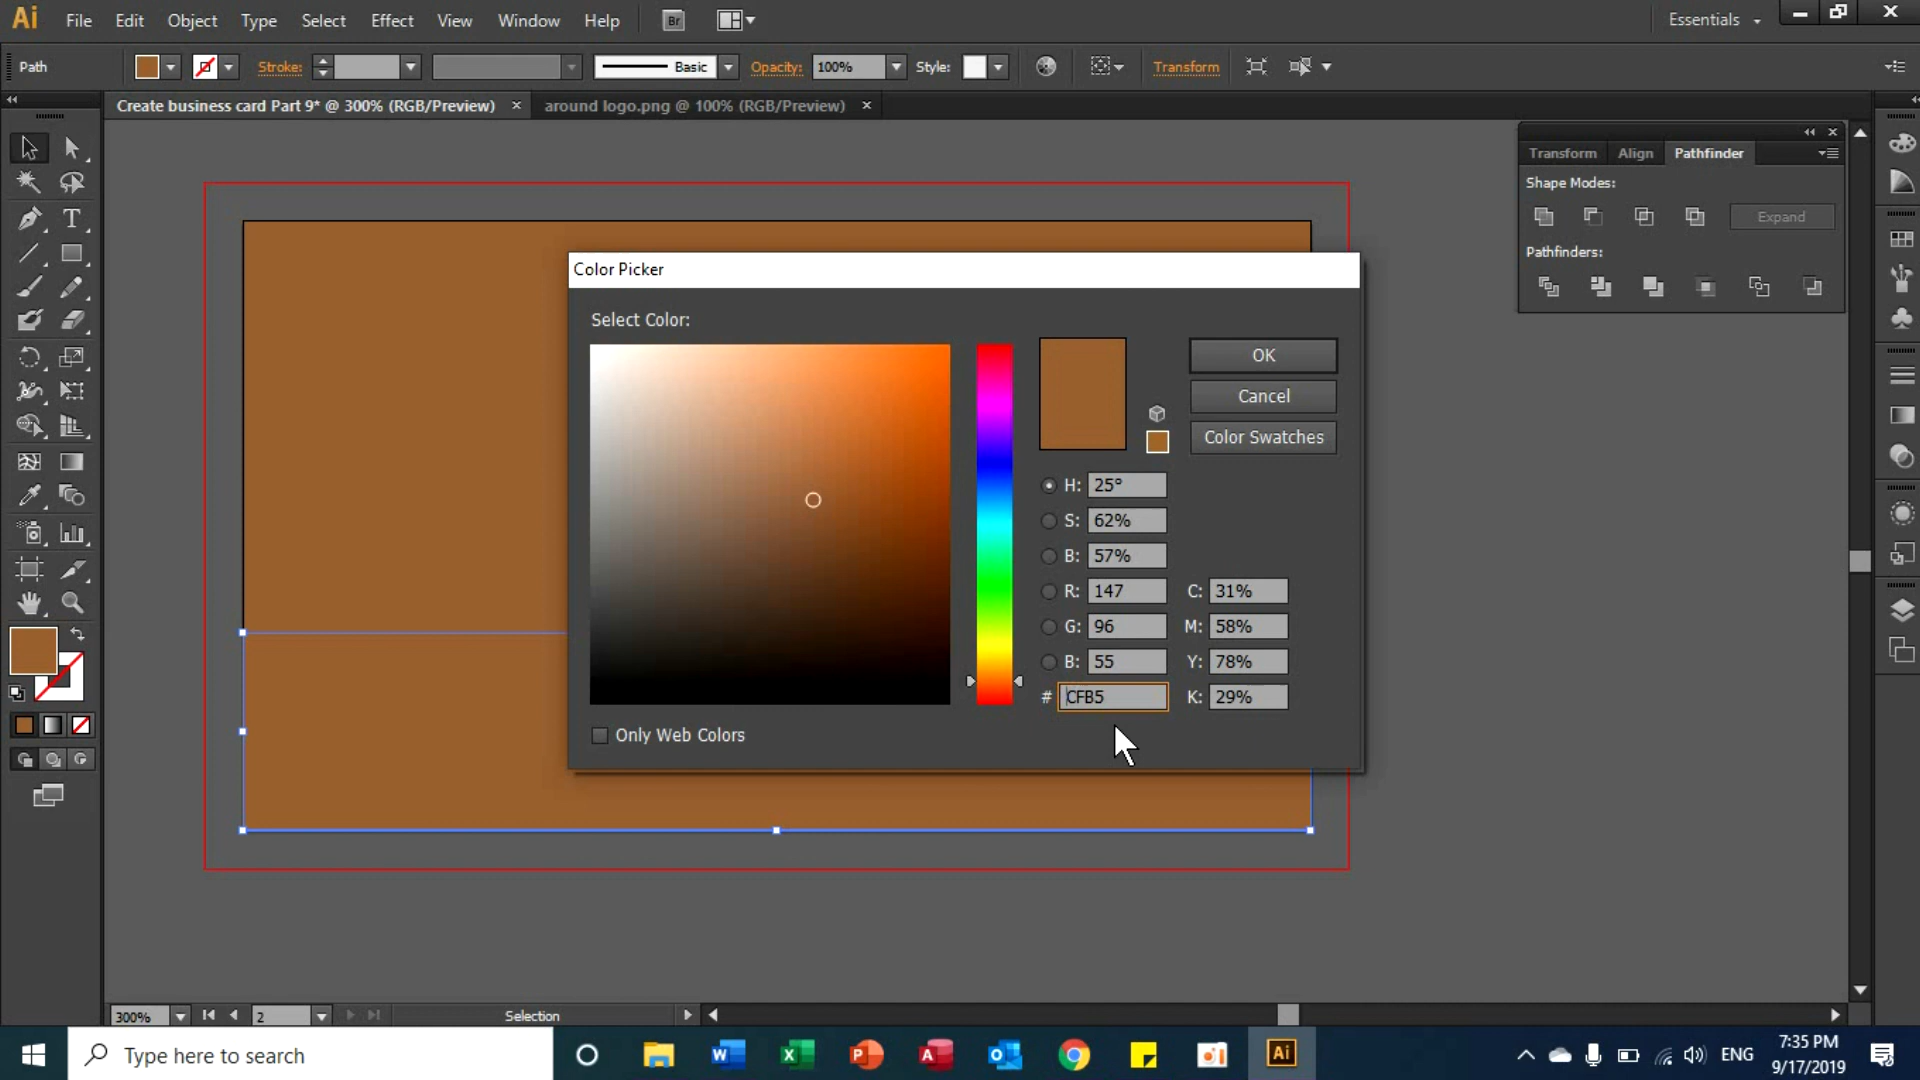 Ai File Edit Object Type Select Effect View Window Help Br Essentials
Path Stroke: Basic Opacity: 100% Style: Transform
Create business card Part 9* @ 300% (RGB/Preview) × around logo.png @ 100% (RGB/Preview) ×
Transform Align Pathfinder
Shape Modes:
Expand
Pathfinders:
Color Picker
Select Color:
OK
Cancel
Color Swatches
H: 25°
S: 62%
B: 57%
R: 147 C: 31%
G: 96 M: 58%
B: 55 Y: 78%
# CFB5 K: 29%
Only Web Colors
T
300% 2 Selection
Type here to search
ENG
7:35 PM
9/17/2019
Ai